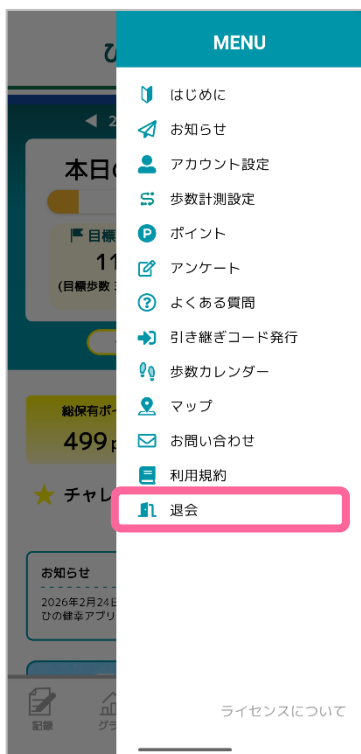 MENU
はじめに
お知らせ
アカウント設定
歩数計測設定
ポイント
アンケート
よくある質問
引き継ぎコード発行
歩数カレンダー
マップ
お問い合わせ
利用規約
退会
ライセンスについて
ひ
◀ 2
本日の
目標
11
(目標歩数
総保有ポイ
499
チャレ
お知らせ
2026年2月24日
ひの健幸アプリ
記録
グラ